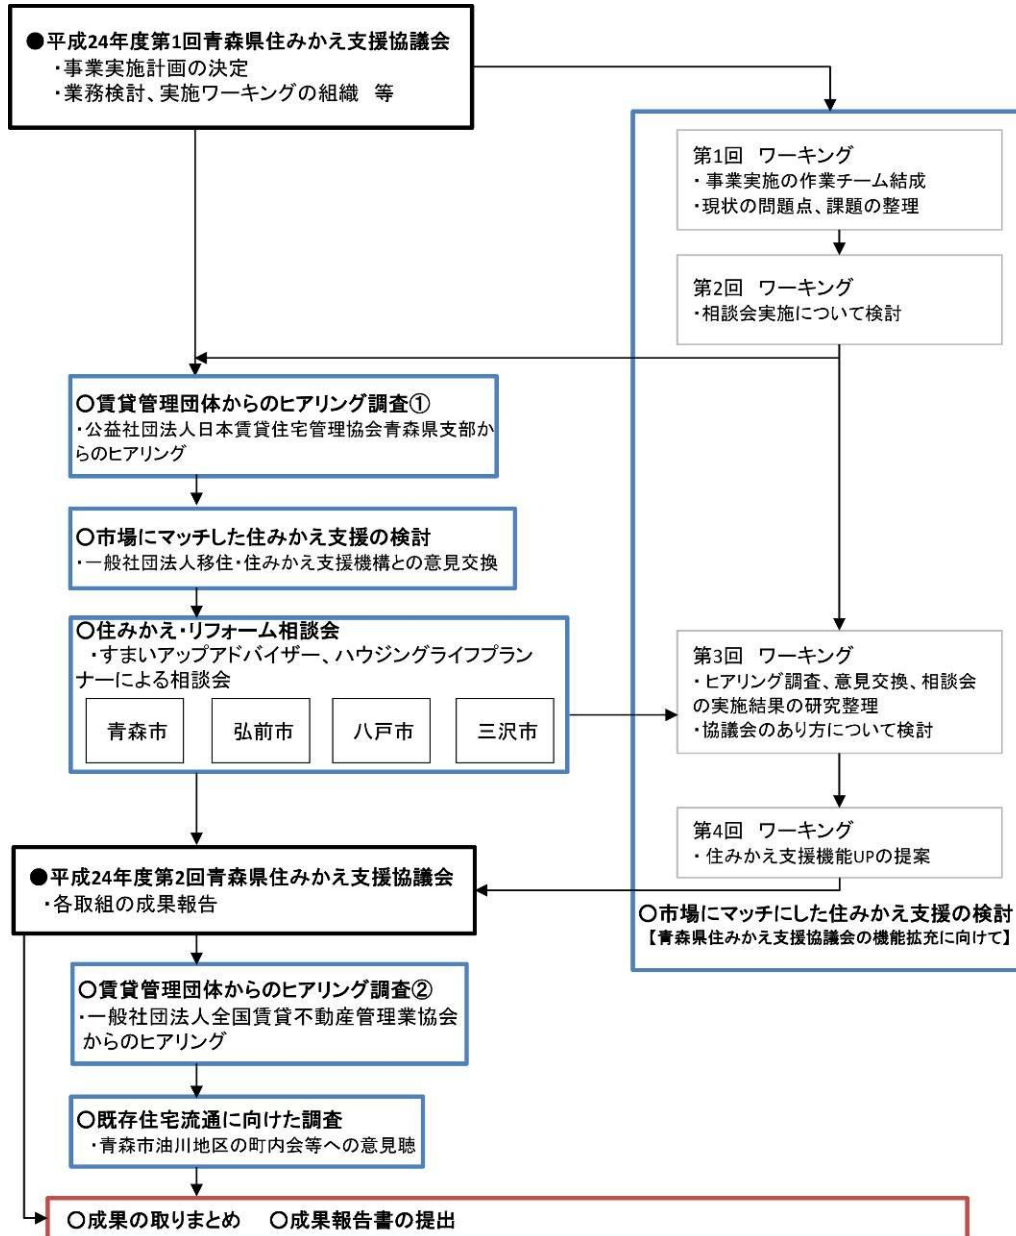 ●平成24年度第1回青森県住みかえ支援協議会
・事業実施計画の決定
・業務検討、実施ワーキングの組織 等
第1回 ワーキング
・事業実施の作業チーム結成
・現状の問題点、課題の整理
第2回 ワーキング
・相談会実施について検討
○賃貸管理団体からのヒアリング調査①
・公益社団法人日本賃貸住宅管理協会青森県支部か
らのヒアリング
○市場にマッチした住みかえ支援の検討
・一般社団法人移住・住みかえ支援機構との意見交換
○住みかえ・リフォーム相談会
・すまいアップアドバイザー、ハウジングライフプラン
ナーによる相談会
青森市
弘前市
八戸市
三沢市
第3回 ワーキング
・ヒアリング調査、意見交換、相談会
の実施結果の研究整理
・協議会のあり方について検討
第4回 ワーキング
・住みかえ支援機能UPの提案
○市場にマッチにした住みかえ支援の検討
【青森県住みかえ支援協議会の機能拡充に向けて】
●平成24年度第2回青森県住みかえ支援協議会
・各取組の成果報告
○賃貸管理団体からのヒアリング調査②
・一般社団法人全国賃貸不動産管理業協会
からのヒアリング
○既存住宅流通に向けた調査
・青森市油川地区の町内会等への意見聴
○成果の取りまとめ ○成果報告書の提出